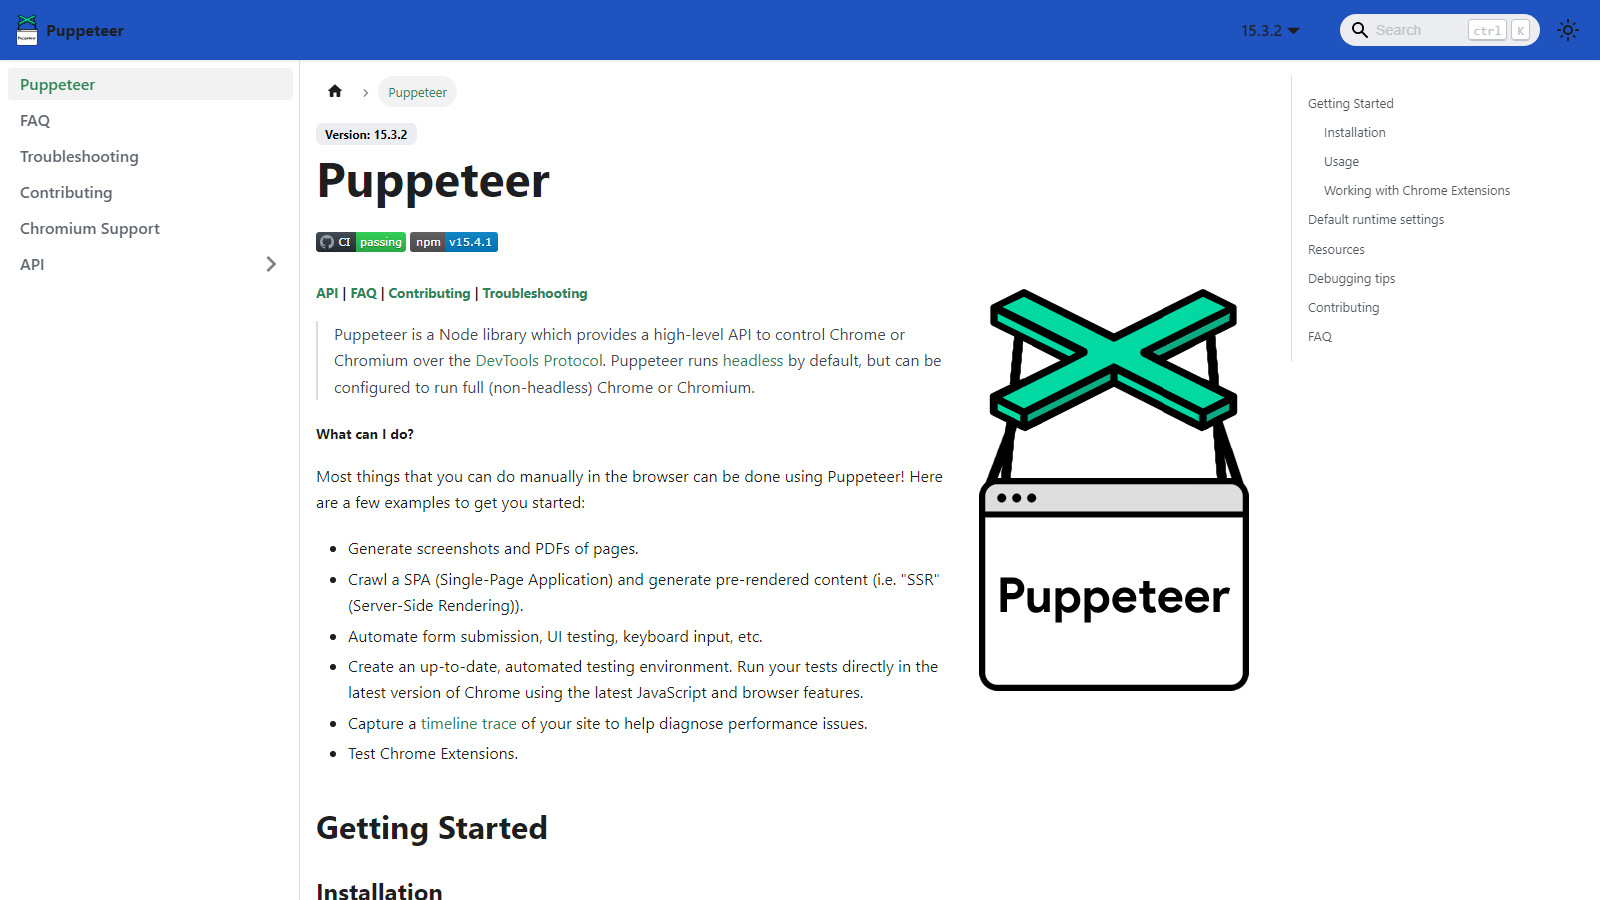 Puppeteer
15.3.2
Search
ctrl
K
Puppeteer
FAQ
Troubleshooting
Contributing
Chromium Support
API
Puppeteer
Version: 15.3.2
Puppeteer
CI passing
npm v15.4.1
API | FAQ | Contributing | Troubleshooting
Puppeteer is a Node library which provides a high-level API to control Chrome or
Chromium over the DevTools Protocol. Puppeteer runs headless by default, but can be
configured to run full (non-headless) Chrome or Chromium.
What can I do?
Most things that you can do manually in the browser can be done using Puppeteer! Here
are a few examples to get you started:
Generate screenshots and PDFs of pages.
Crawl a SPA (Single-Page Application) and generate pre-rendered content (i.e. "SSR"
(Server-Side Rendering)).
Automate form submission, UI testing, keyboard input, etc.
Create an up-to-date, automated testing environment. Run your tests directly in the
latest version of Chrome using the latest JavaScript and browser features.
Capture a timeline trace of your site to help diagnose performance issues.
Test Chrome Extensions.
Puppeteer
Getting Started
Installation
Getting Started
Installation
Usage
Working with Chrome Extensions
Default runtime settings
Resources
Debugging tips
Contributing
FAQ